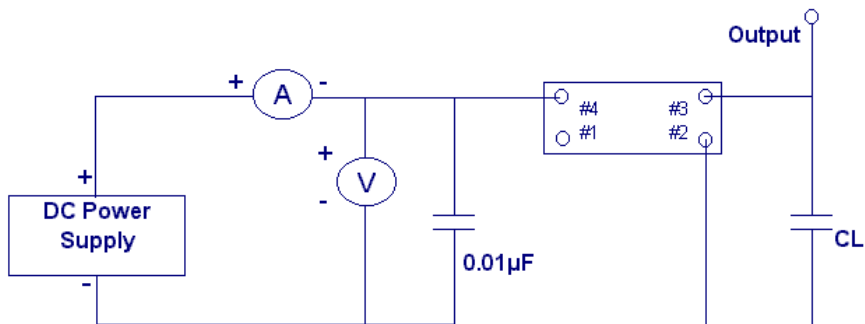 Output
+
A
-
#4
#3
#1
#2
+
V
-
+
DC Power
Supply
-
0.01µF
CL